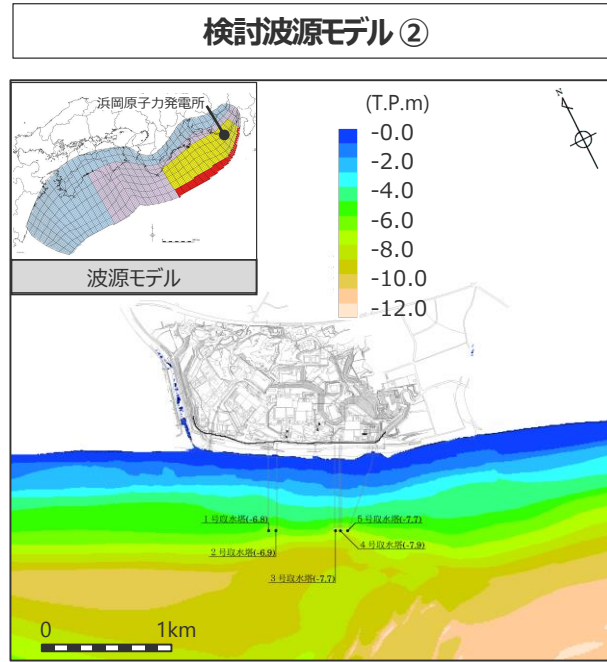 検討波源モデル②
浜岡原子力発電所
波源モデル
(T.P.m)
-0.0
-2.0
-4.0
-6.0
-8.0
-10.0
-12.0
N
1号取水塔(-6.8)
2号取水塔(-6.9)
3号取水塔(-7.7)
5号取水塔(-7.7)
4号取水塔(-7.9)
0 1km